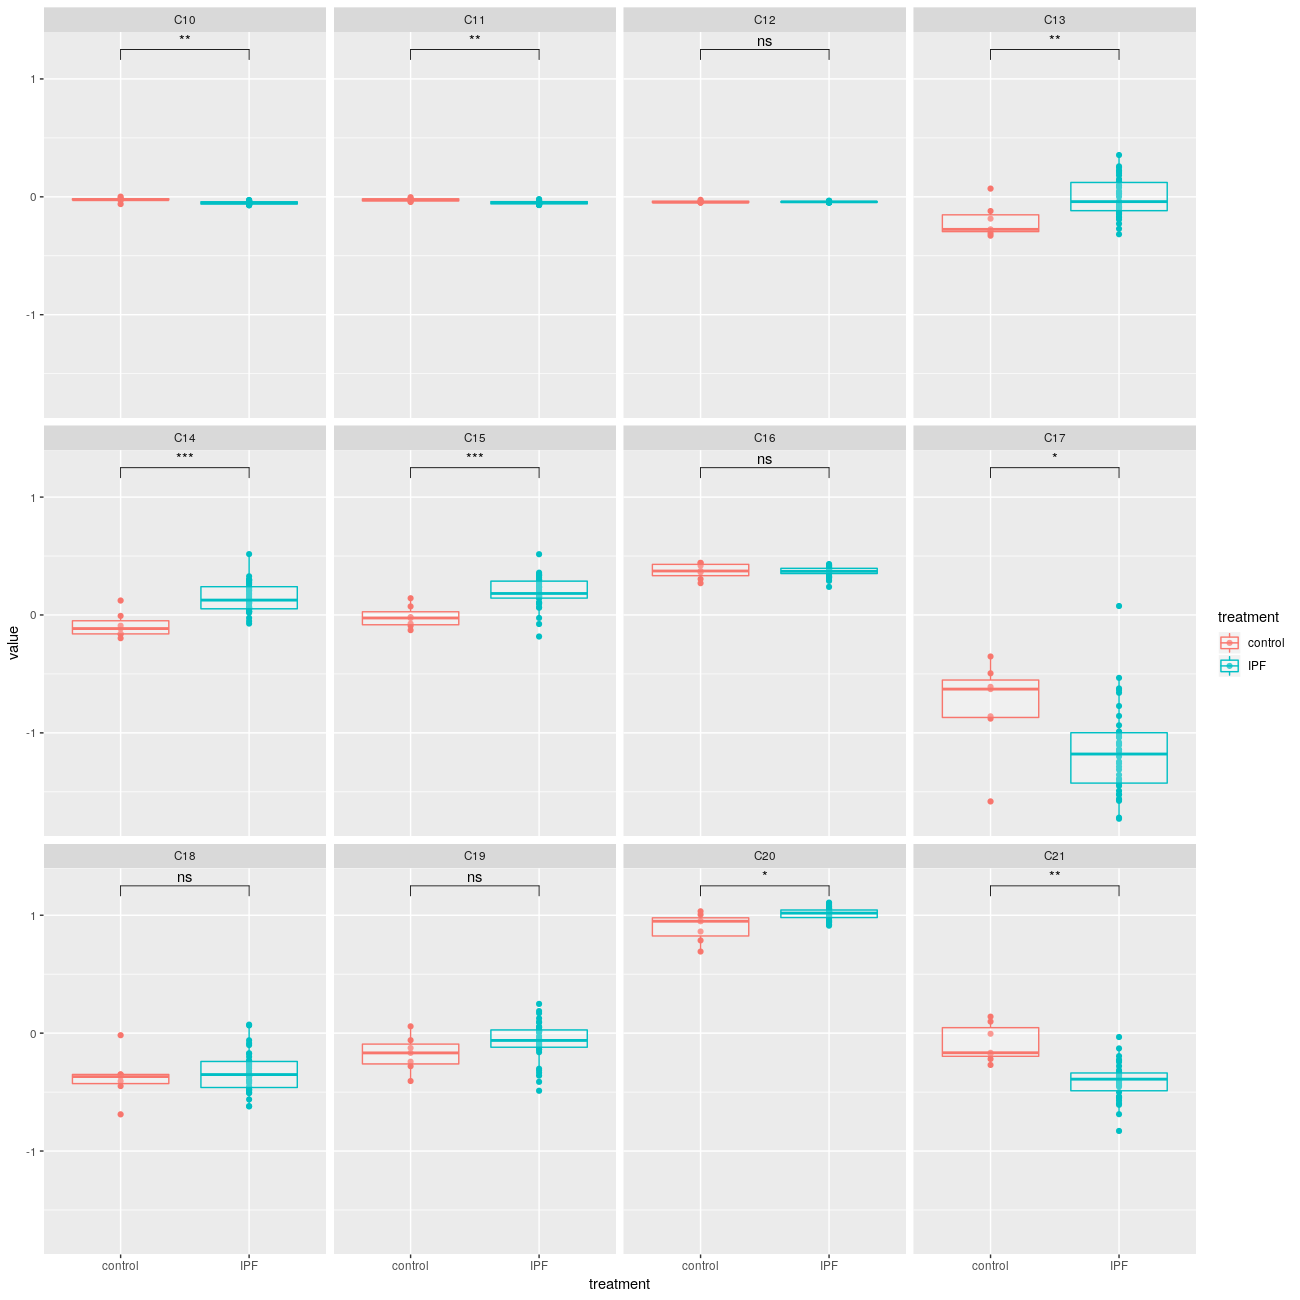 C10 C11 C12 C13
** ** ns **
1
0
-1
C14 C15 C16 C17
*** *** ns *
1
0
-1
value
treatment
control
IPF
C18 C19 C20 C21
ns ns * **
1
0
-1
control IPF control IPF control IPF control IPF
treatment